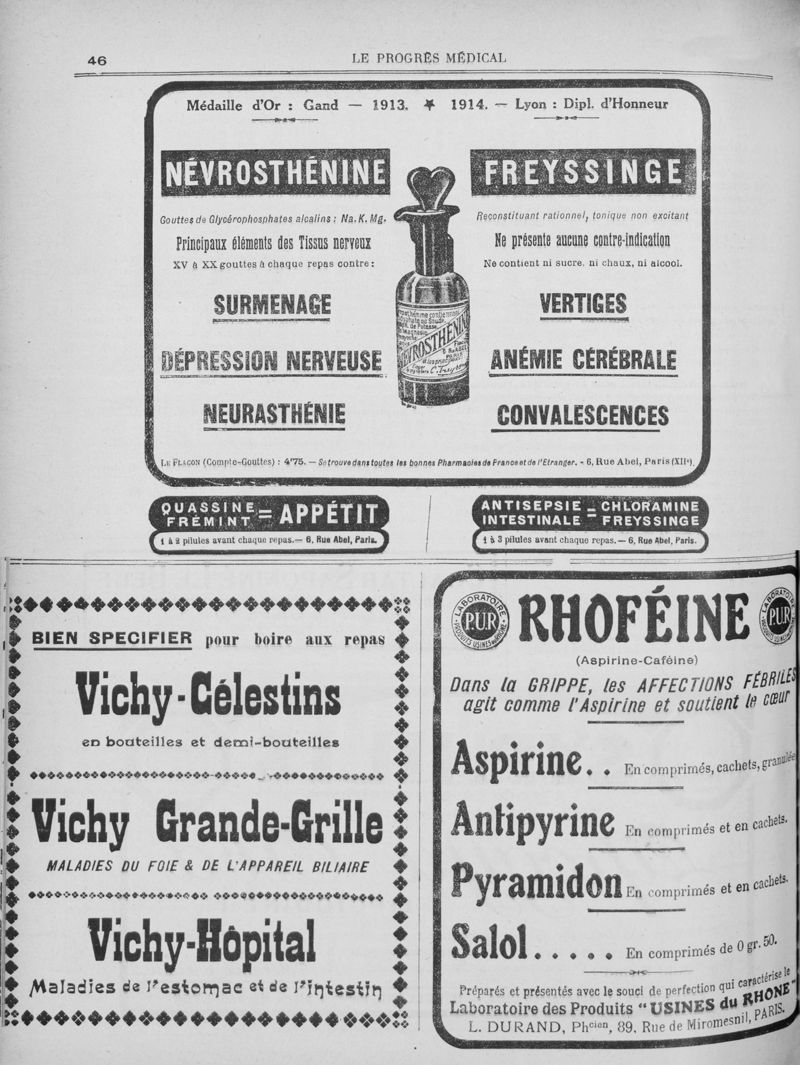 46
LE PROGRÈS MÉDICAL
Médaille d'Or : Gand — 1913. ★ 1914. — Lyon : Dipl. d'Honneur
NÉVROSTHÉNINE
Gouttes de Glycérophosphates alcalins : Na. K. Mg.
Principaux éléments des Tissus nerveux
XV à XX gouttes à chaque repas contre :
SURMENAGE
DÉPRESSION NERVEUSE
NEURASTHÉNIE
NÉVROSTHÉNINE
FREYSSINGE
Reconstituant rationnel, tonique non excitant
Ne présente aucune contre-indication
Ne contient ni sucre, ni chaux, ni alcool.
VERTIGES
ANÉMIE CÉRÉBRALE
CONVALESCENCES
LE FLACON (Compte-Gouttes) : 4f75. — Se trouve dans toutes les bonnes Pharmacies de France et de l'Etranger. - 6, Rue Abel, Paris (XIIe).
QUASSINE
FRÉMINT = APPÉTIT
1 à 2 pilules avant chaque repas. — 6, Rue Abel, Paris.
ANTISEPSIE = CHLORAMINE
INTESTINALE FREYSSINGE
1 à 3 pilules avant chaque repas. — 6, Rue Abel, Paris.
BIEN SPECIFIER pour boire aux repas
Vichy-Célestins
en bouteilles et demi-bouteilles
Vichy Grande-Grille
MALADIES DU FOIE & DE L'APPAREIL BILIAIRE
Vichy-Hôpital
Maladies de l'estomac et de l'intestin
LABORATOIRE
P.U.R
PRODUITS USINES DU RHONE
RHOFÉINE
LABORATOIRE
P.U.R
(Aspirine-Caféine)
Dans la GRIPPE, les AFFECTIONS FÉBRILES
agit comme l'Aspirine et soutient le cœur
Aspirine. . En comprimés, cachets, granulée
Antipyrine En comprimés et en cachets.
Pyramidon En comprimés et en cachets.
Salol . . . . . En comprimés de 0 gr. 50.
Préparés et présentés avec le souci de perfection qui caractérise le
Laboratoire des Produits "USINES du RHONE"
L. DURAND, Phcien, 89, Rue de Miromesnil, PARIS.